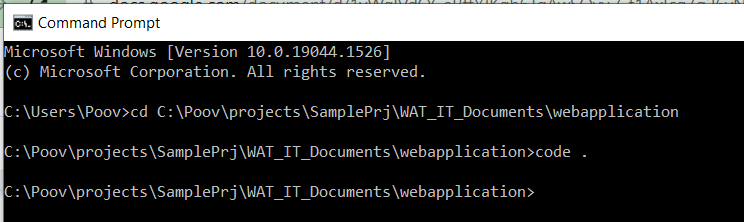 Command Prompt
Microsoft Windows [Version 10.0.19044.1526]
(c) Microsoft Corporation. All rights reserved.
C:\Users\Poov>cd C:\Poov\projects\SamplePrj\WAT_IT_Documents\webapplication
C:\Poov\projects\SamplePrj\WAT_IT_Documents\webapplication>code .
C:\Poov\projects\SamplePrj\WAT_IT_Documents\webapplication>